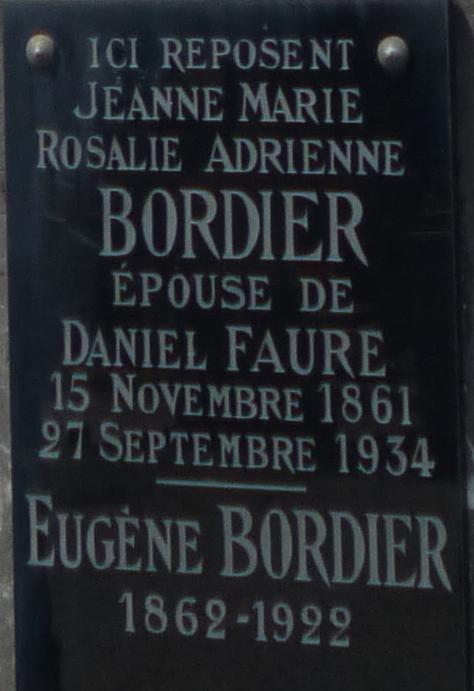 ICI REPOSENT
JEANNE MARIE
ROSALIE ADRIENNE
BORDIER
ÉPOUSE DE
DANIEL FAURE
15 NOVEMBRE 1861
27 SEPTEMBRE 1934
EUGÈNE BORDIER
1862-1922